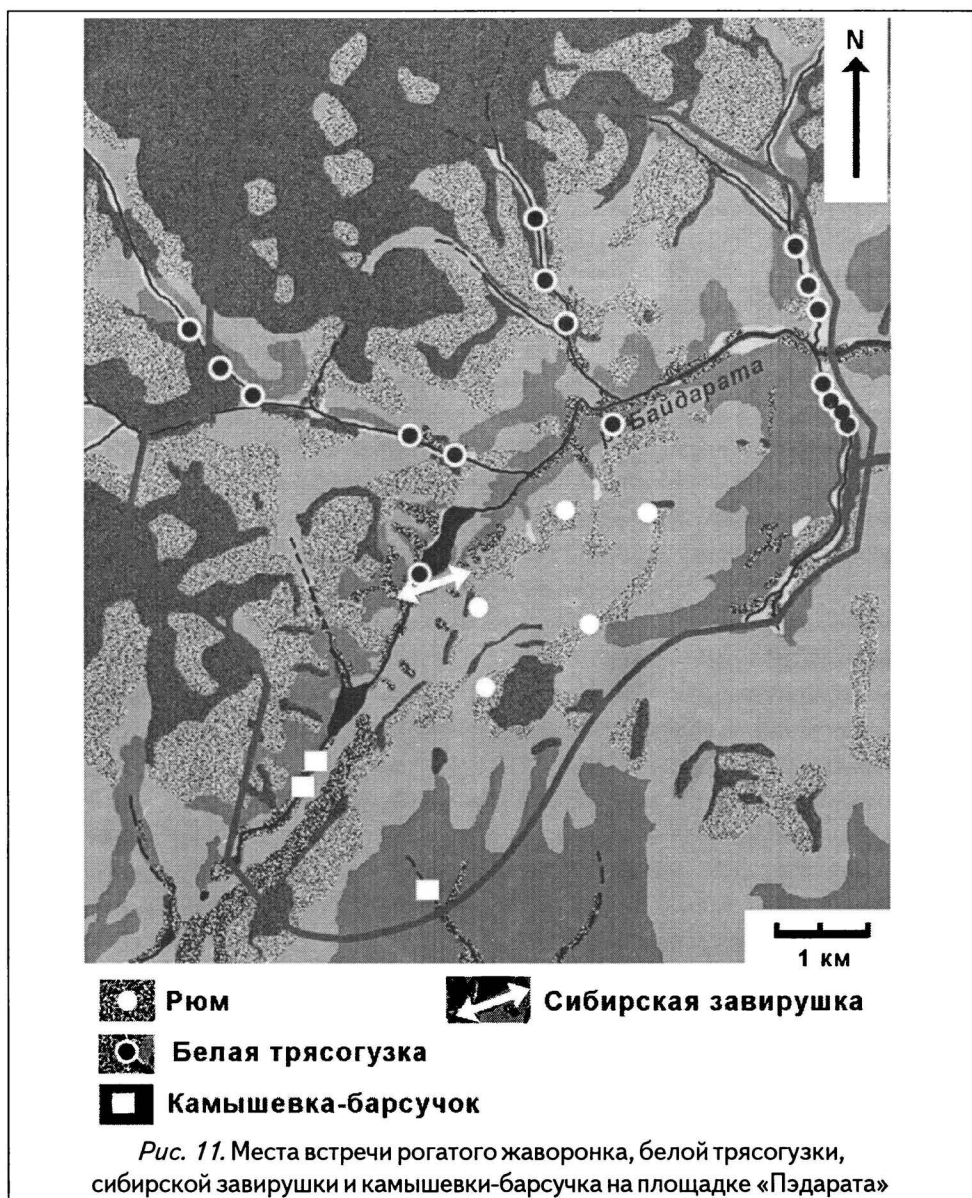 N
р. Байдарата
1 км
Рюм
Сибирская завирушка
Белая трясогузка
Камышевка-барсучок
Рис. 11. Места встречи рогатого жаворонка, белой трясогузки,
сибирской завирушки и камышевки-барсучка на площадке «Пэдарата»